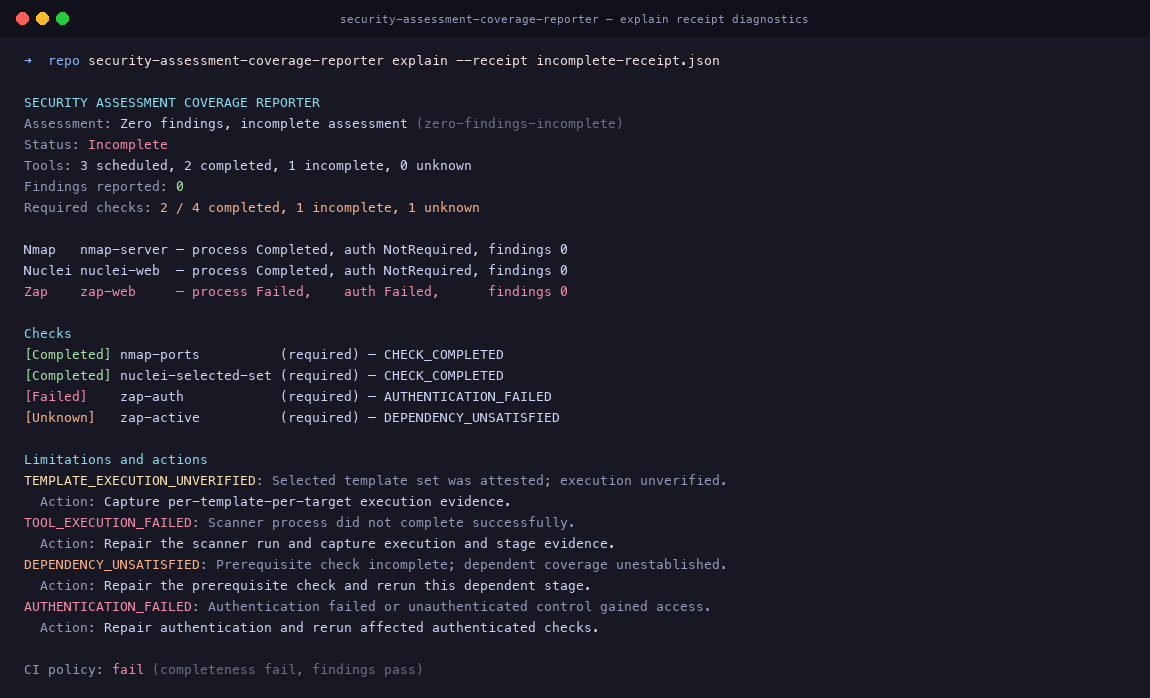 security-assessment-coverage-reporter — explain receipt diagnostics
→ repo security-assessment-coverage-reporter explain --receipt incomplete-receipt.json
SECURITY ASSESSMENT COVERAGE REPORTER
Assessment: Zero findings, incomplete assessment (zero-findings-incomplete)
Status: Incomplete
Tools: 3 scheduled, 2 completed, 1 incomplete, 0 unknown
Findings reported: 0
Required checks: 2 / 4 completed, 1 incomplete, 1 unknown
Nmap nmap-server — process Completed, auth NotRequired, findings 0
Nuclei nuclei-web — process Completed, auth NotRequired, findings 0
Zap zap-web — process Failed, auth Failed, findings 0
Checks
[Completed] nmap-ports (required) — CHECK_COMPLETED
[Completed] nuclei-selected-set (required) — CHECK_COMPLETED
[Failed] zap-auth (required) — AUTHENTICATION_FAILED
[Unknown] zap-active (required) — DEPENDENCY_UNSATISFIED
Limitations and actions
TEMPLATE_EXECUTION_UNVERIFIED: Selected template set was attested; execution unverified.
Action: Capture per-template-per-target execution evidence.
TOOL_EXECUTION_FAILED: Scanner process did not complete successfully.
Action: Repair the scanner run and capture execution and stage evidence.
DEPENDENCY_UNSATISFIED: Prerequisite check incomplete; dependent coverage unestablished.
Action: Repair the prerequisite check and rerun this dependent stage.
AUTHENTICATION_FAILED: Authentication failed or unauthenticated control gained access.
Action: Repair authentication and rerun affected authenticated checks.
CI policy: fail (completeness fail, findings pass)